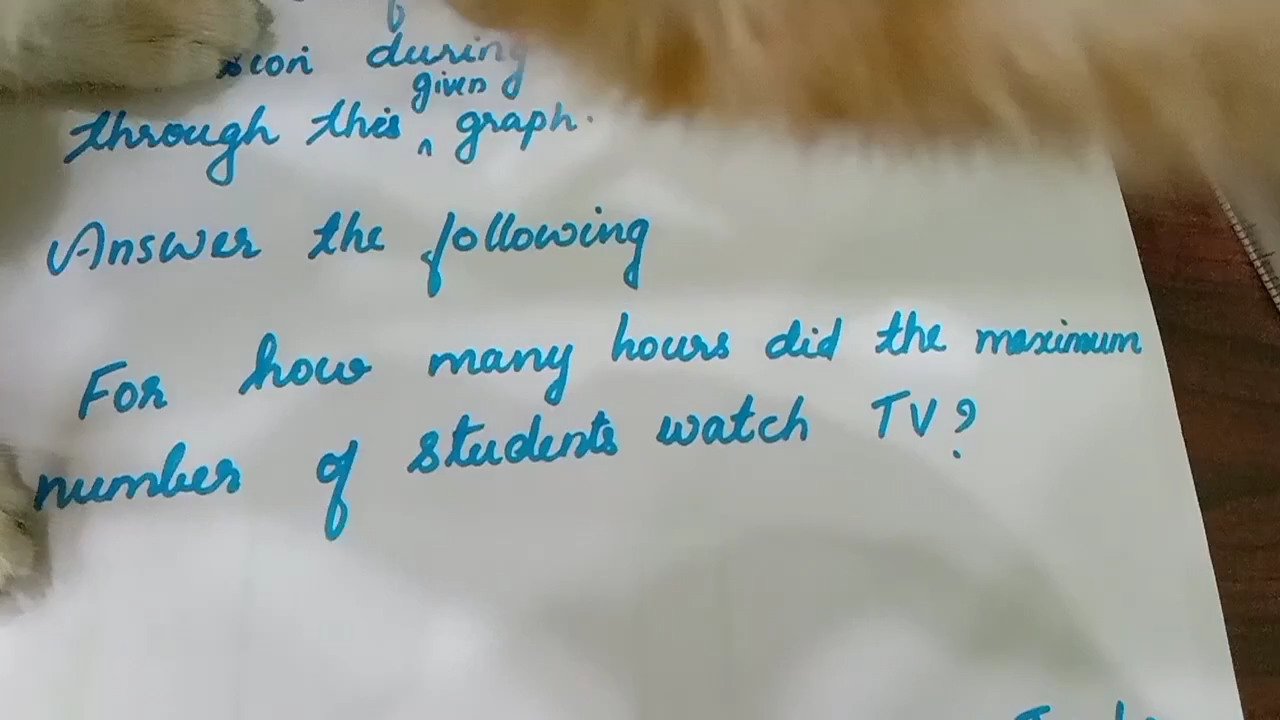 during
given
through this ^ graph.
Answer the following
For how many hours did the maximum
number of students watch TV?